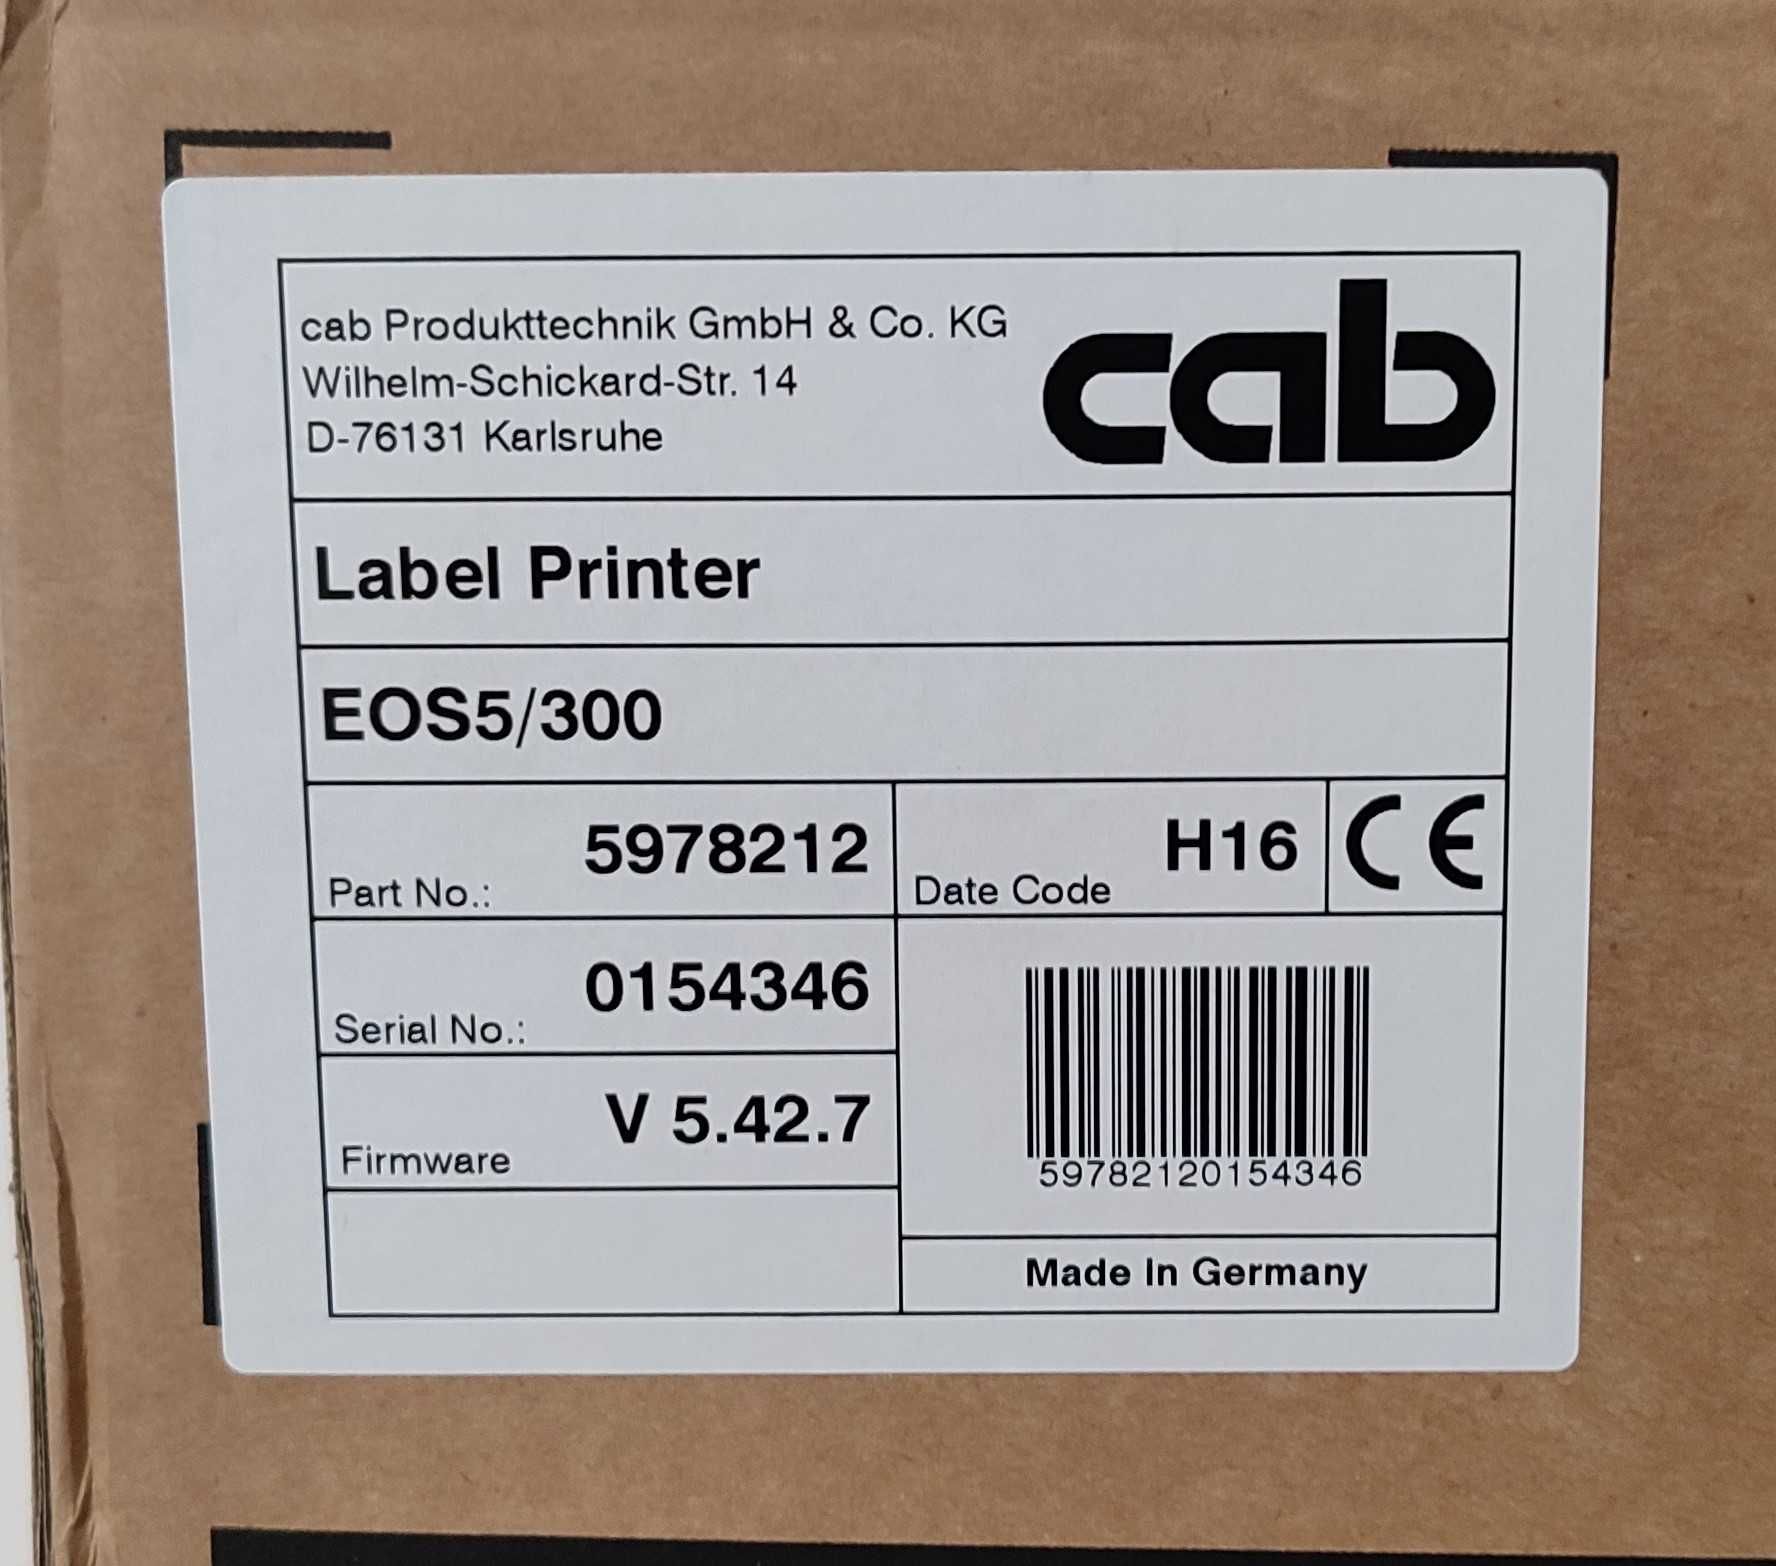 cab Produkttechnik GmbH & Co. KG
Wilhelm-Schickard-Str. 14
D-76131 Karlsruhe
cab
Label Printer
EOS5/300
Part No.: 5978212
Date Code H16
CE
Serial No.: 0154346
Firmware V 5.42.7
59782120154346
Made In Germany